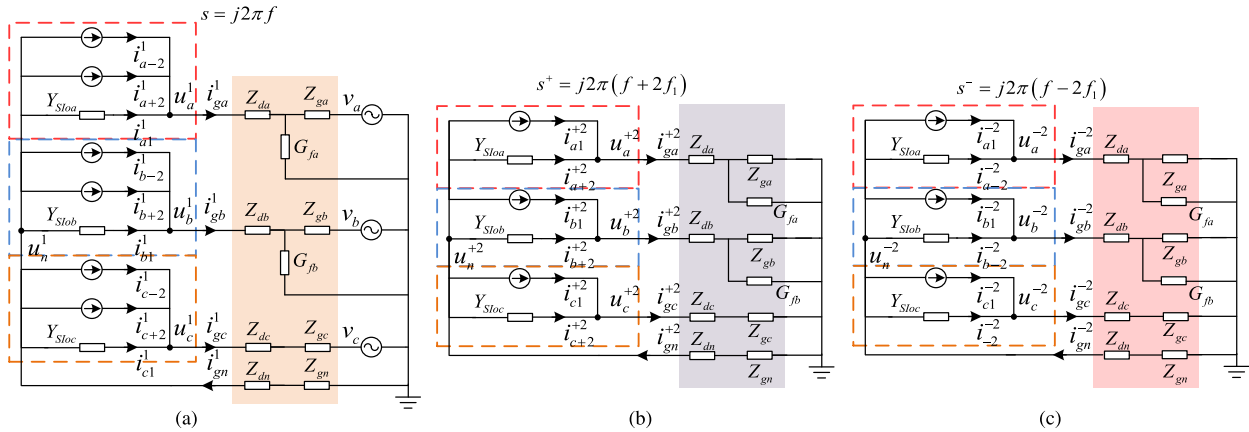 s = j2πf
i^1_{a-2}
i^1_{a+2}
Y_{SIoa}
i^1_{a1}
u^1_a
i^1_{ga}
Z_{da}
Z_{ga}
v_a
G_{fa}
i^1_{b-2}
i^1_{b+2}
Y_{SIob}
i^1_{b1}
u^1_b
i^1_{gb}
Z_{db}
Z_{gb}
v_b
G_{fb}
u^1_n
i^1_{c-2}
i^1_{c+2}
Y_{SIoc}
i^1_{c1}
u^1_c
i^1_{gc}
Z_{dc}
Z_{gc}
v_c
i^1_{gn}
Z_{dn}
Z_{gn}
(a)
s^+ = j2π(f+2f_1)
i^{+2}_{a1}
Y_{SIoa}
i^{+2}_{a+2}
u^{+2}_a
i^{+2}_{ga}
Z_{da}
Z_{ga}
G_{fa}
i^{+2}_{b1}
Y_{SIob}
i^{+2}_{b+2}
u^{+2}_b
i^{+2}_{gb}
Z_{db}
Z_{gb}
G_{fb}
u^{+2}_n
i^{+2}_{c1}
Y_{SIoc}
i^{+2}_{c+2}
u^{+2}_c
i^{+2}_{gc}
Z_{dc}
Z_{gc}
i^{+2}_{gn}
Z_{dn}
Z_{gn}
(b)
s^- = j2π(f-2f_1)
i^{-2}_{a1}
Y_{SIoa}
i^{-2}_{a-2}
u^{-2}_a
i^{-2}_{ga}
Z_{da}
Z_{ga}
G_{fa}
i^{-2}_{b1}
Y_{SIob}
i^{-2}_{b-2}
u^{-2}_b
i^{-2}_{gb}
Z_{db}
Z_{gb}
G_{fb}
u^{-2}_n
i^{-2}_{c1}
Y_{SIoc}
i^{-2}_{-2}
u^{-2}_c
i^{-2}_{gc}
Z_{dc}
Z_{gc}
i^{-2}_{gn}
Z_{dn}
Z_{gn}
(c)